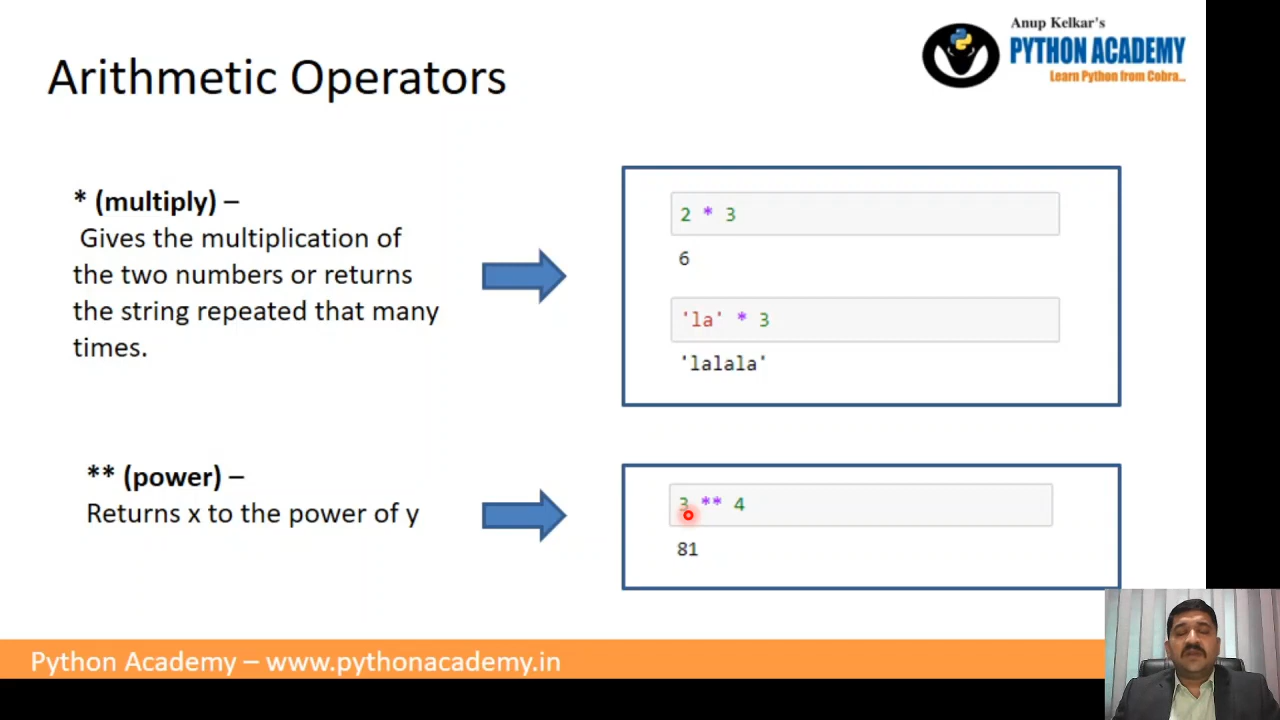 Arithmetic Operators
Anup Kelkar's
PYTHON ACADEMY
Learn Python from Cobra...
* (multiply) –
Gives the multiplication of
the two numbers or returns
the string repeated that many
times.
2 * 3
6
'la' * 3
'lalala'
** (power) –
Returns x to the power of y
3 ** 4
81
Python Academy – www.pythonacademy.in